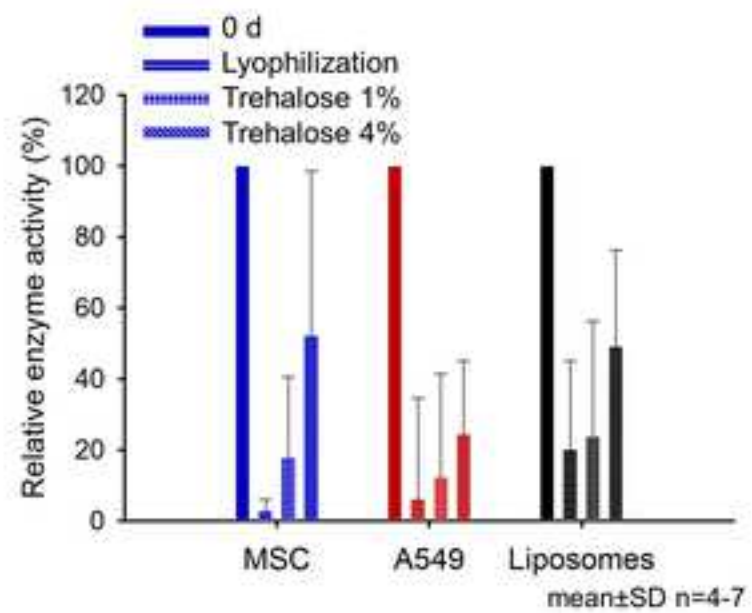 0 d
Lyophilization
Trehalose 1%
Trehalose 4%
Relative enzyme activity (%)
120
100
80
60
40
20
0
MSC A549 Liposomes
mean±SD n=4-7